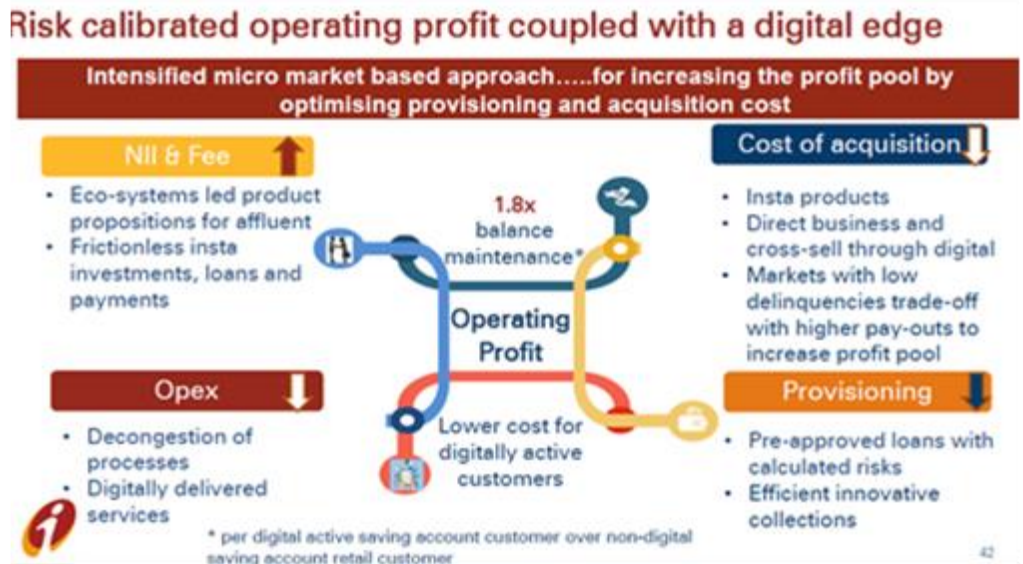 Risk calibrated operating profit coupled with a digital edge
Intensified micro market based approach.....for increasing the profit pool by
optimising provisioning and acquisition cost
NII & Fee
• Eco-systems led product
propositions for affluent
• Frictionless insta
investments, loans and
payments
1.8x
balance
maintenance*
Cost of acquisition
• Insta products
• Direct business and
cross-sell through digital
• Markets with low
delinquencies trade-off
with higher pay-outs to
increase profit pool
Operating
Profit
Opex
• Decongestion of
processes
• Digitally delivered
services
Lower cost for
digitally active
customers
Provisioning
• Pre-approved loans with
calculated risks
• Efficient innovative
collections
* per digital active saving account customer over non-digital
saving account retail customer
42